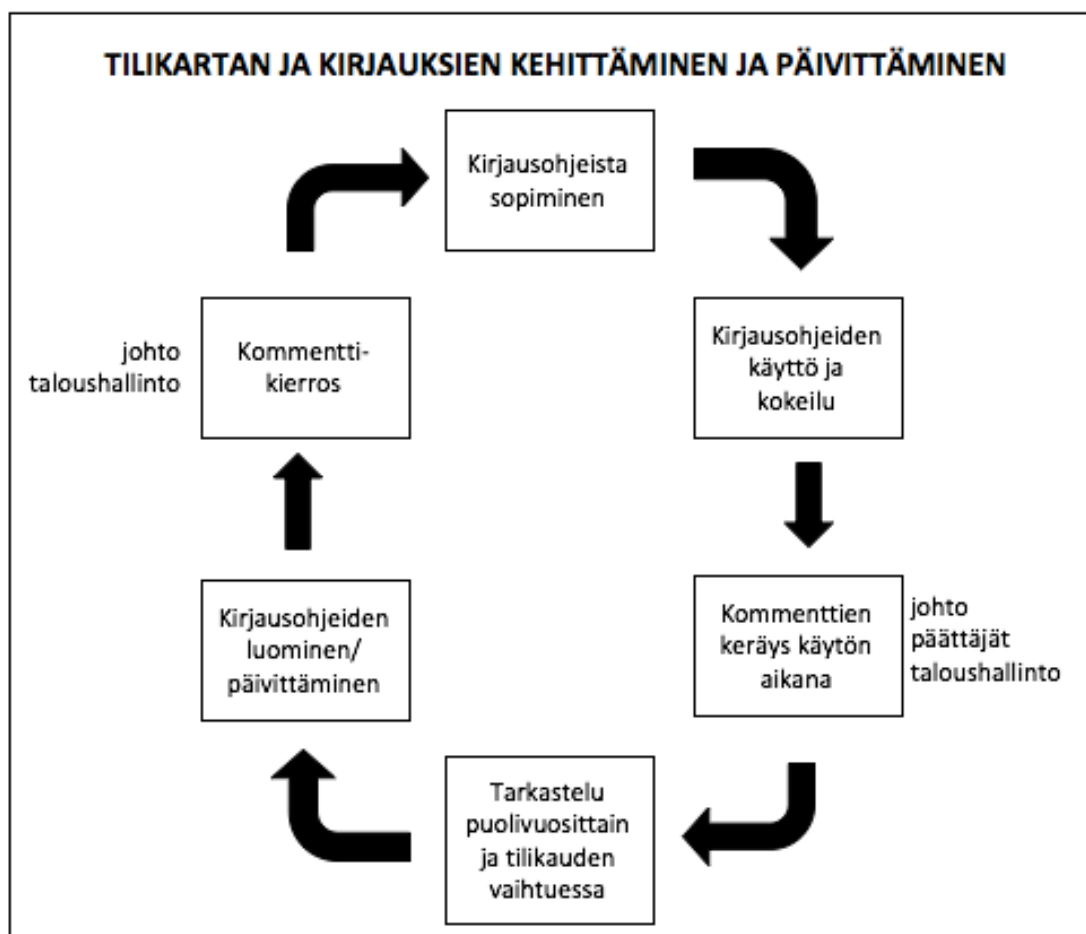 TILIKARTAN JA KIRJAUKSIEN KEHITTÄMINEN JA PÄIVITTÄMINEN
Kirjausohjeista
sopiminen
Kirjausohjeiden
käyttö ja
kokeilu
Kommenttien
keräys käytön
aikana
johto
päättäjät
taloushallinto
Tarkastelu
puolivuosittain
ja tilikauden
vaihtuessa
Kirjausohjeiden
luominen/
päivittäminen
Kommentti-
kierros
johto
taloushallinto